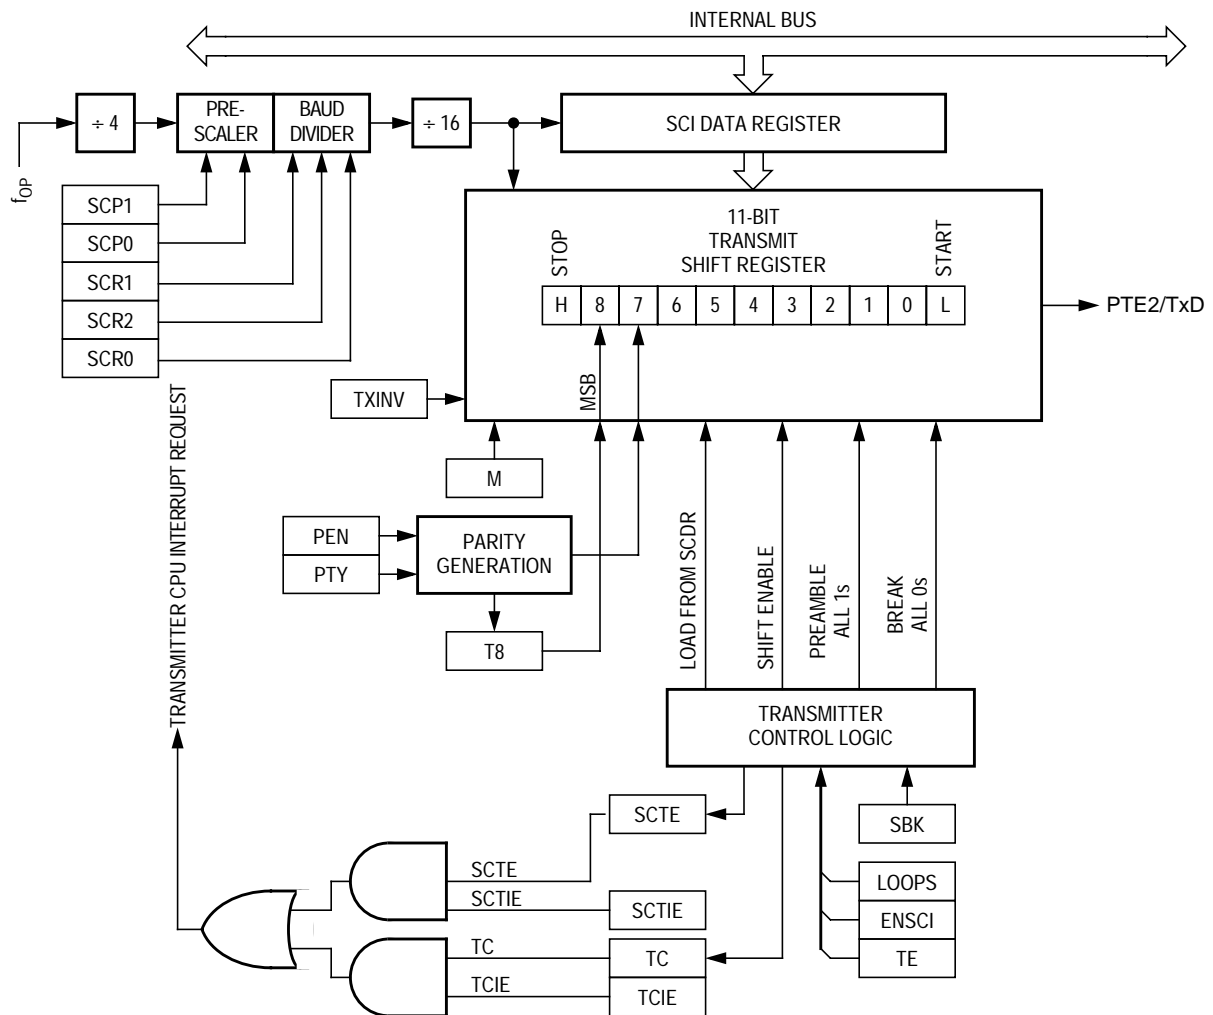 INTERNAL BUS
÷ 4
PRE-
SCALER
BAUD
DIVIDER
÷ 16
SCI DATA REGISTER
fOP
SCP1
SCP0
SCR1
SCR2
SCR0
11-BIT
TRANSMIT
SHIFT REGISTER
STOP
START
H 8 7 6 5 4 3 2 1 0 L
PTE2/TxD
TXINV
MSB
M
TRANSMITTER CPU INTERRUPT REQUEST
PEN
PTY
PARITY
GENERATION
T8
LOAD FROM SCDR
SHIFT ENABLE
PREAMBLE
ALL 1s
BREAK
ALL 0s
TRANSMITTER
CONTROL LOGIC
SCTE
SBK
SCTE
SCTIE
SCTIE
LOOPS
ENSCI
TE
TC
TC
TCIE
TCIE